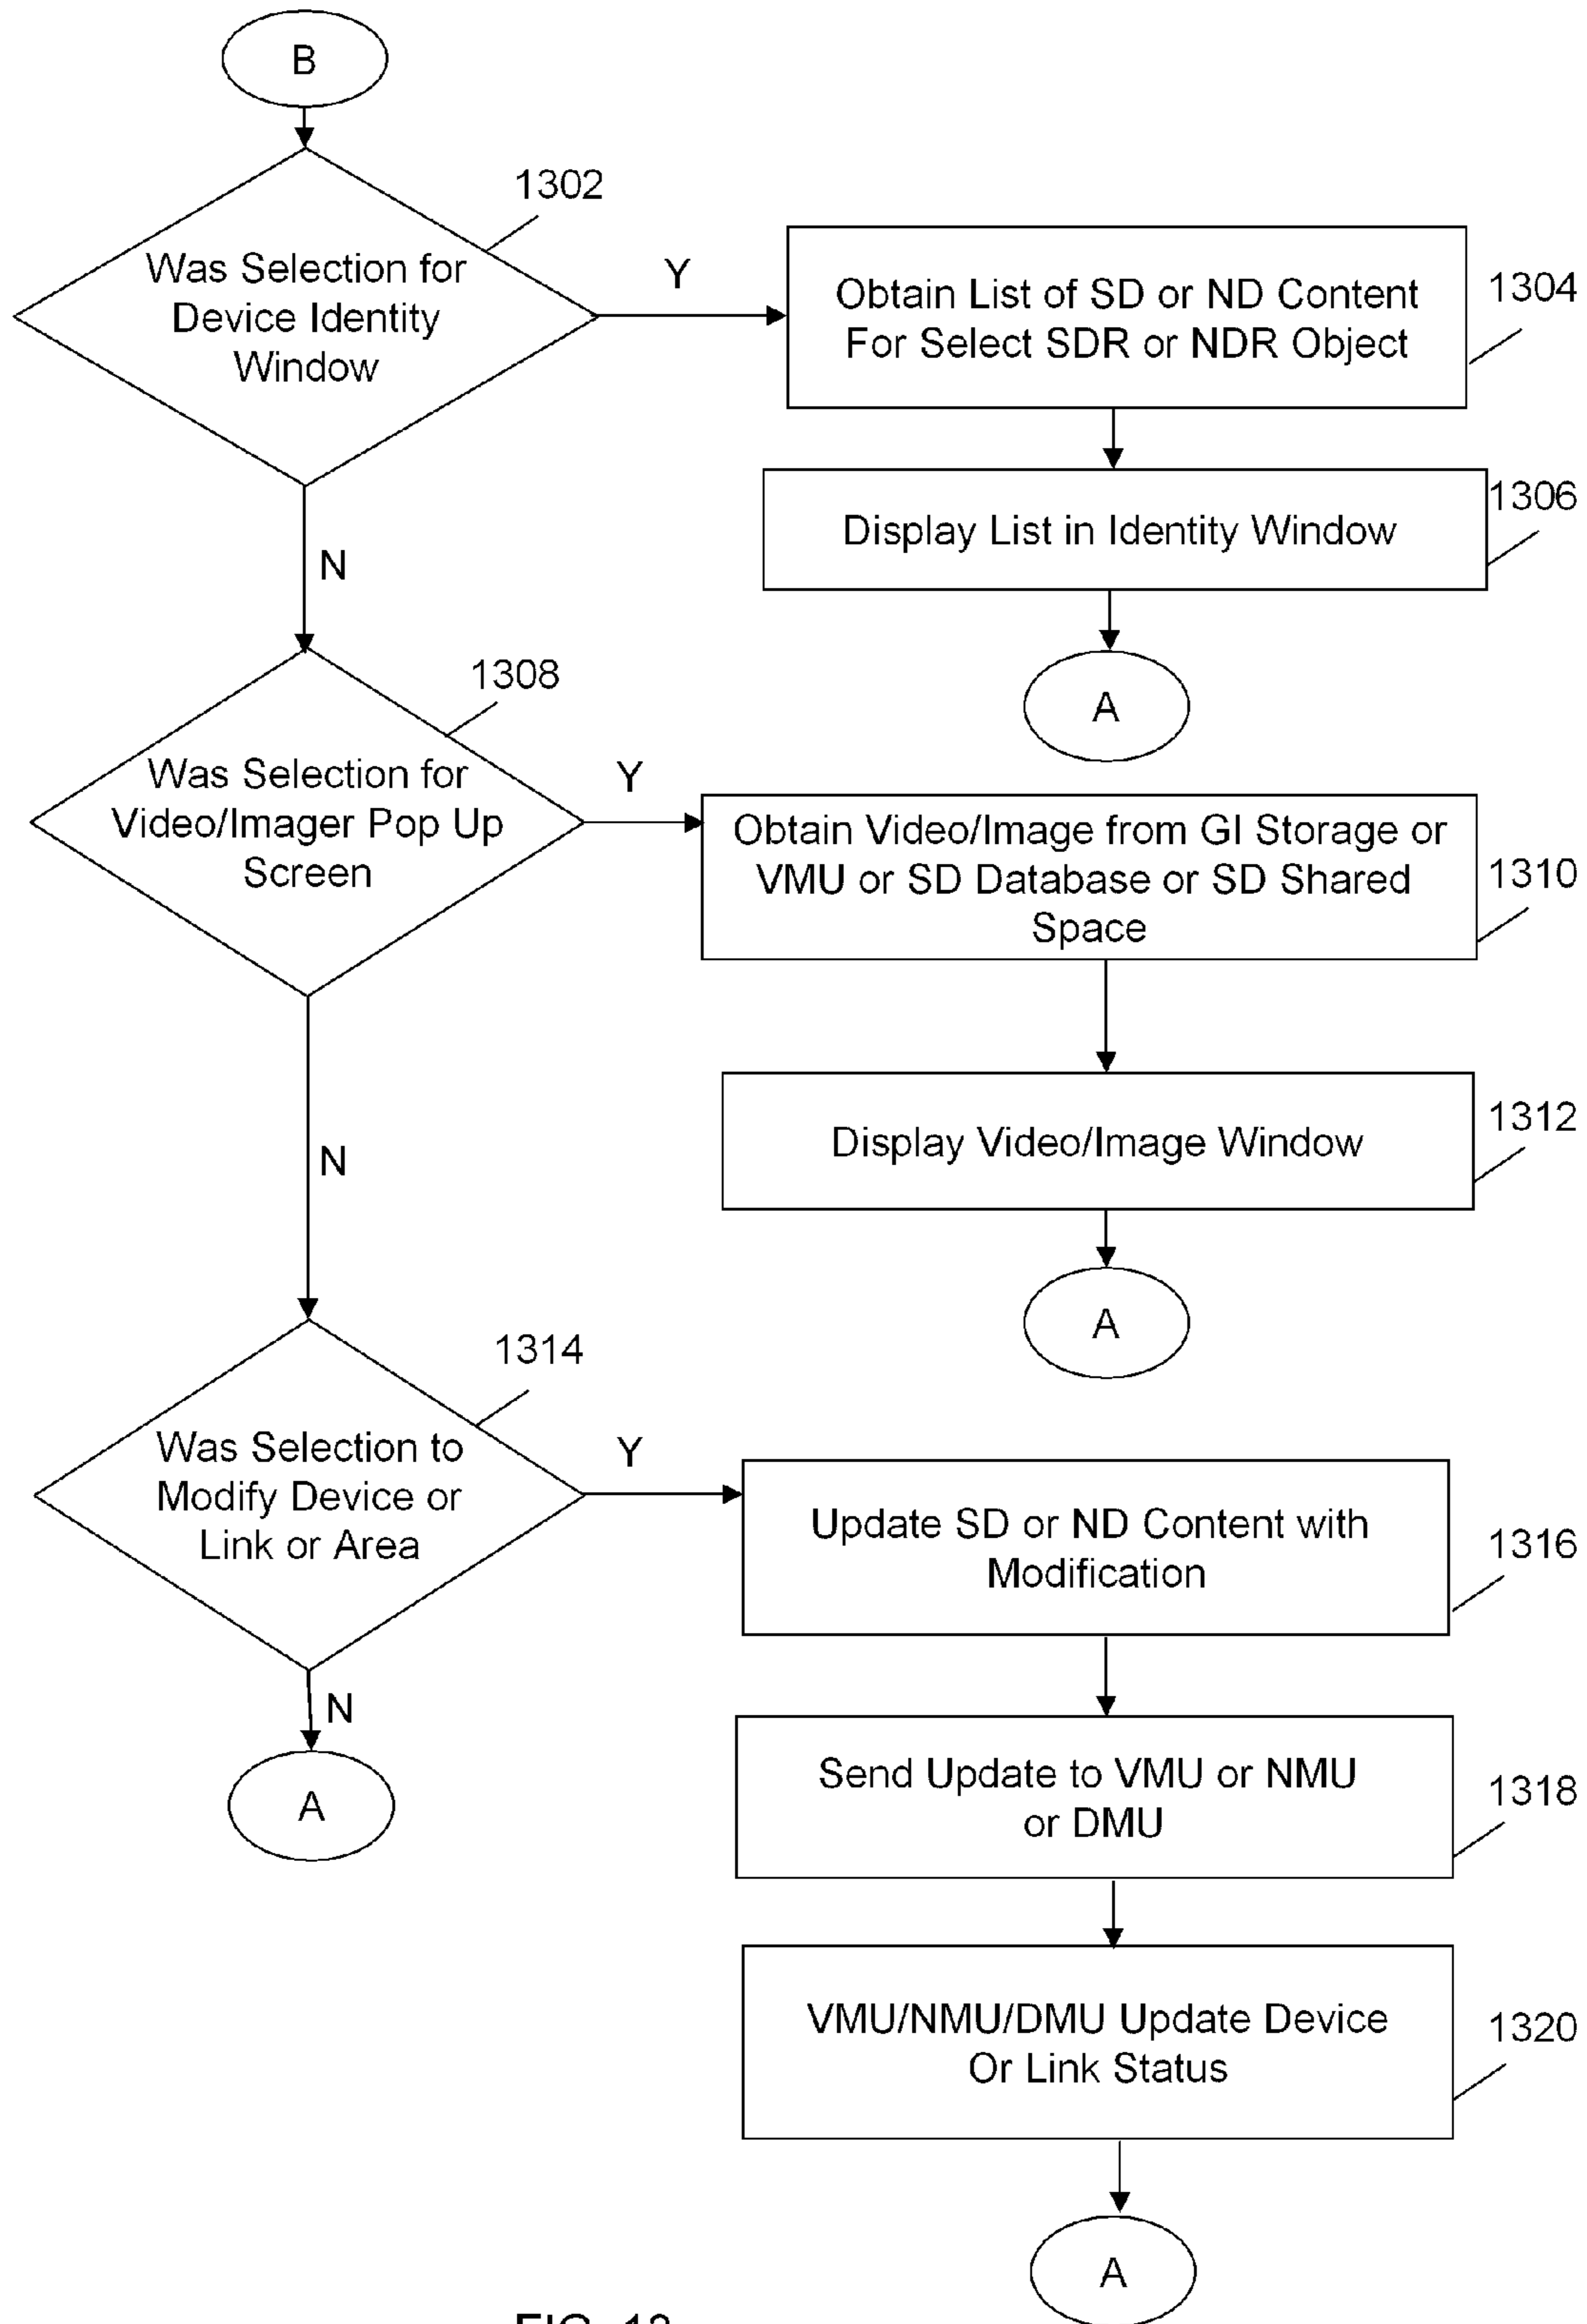 B
1302
Was Selection for
Device Identity
Window
Y
Obtain List of SD or ND Content
For Select SDR or NDR Object
1304
1306
Display List in Identity Window
N
A
1308
Was Selection for
Video/Imager Pop Up
Screen
Y
Obtain Video/Image from GI Storage or
VMU or SD Database or SD Shared
Space
1310
N
Display Video/Image Window
1312
A
1314
Was Selection to
Modify Device or
Link or Area
Y
Update SD or ND Content with
Modification
1316
N
A
Send Update to VMU or NMU
or DMU
1318
VMU/NMU/DMU Update Device
Or Link Status
1320
A
FIG. 13